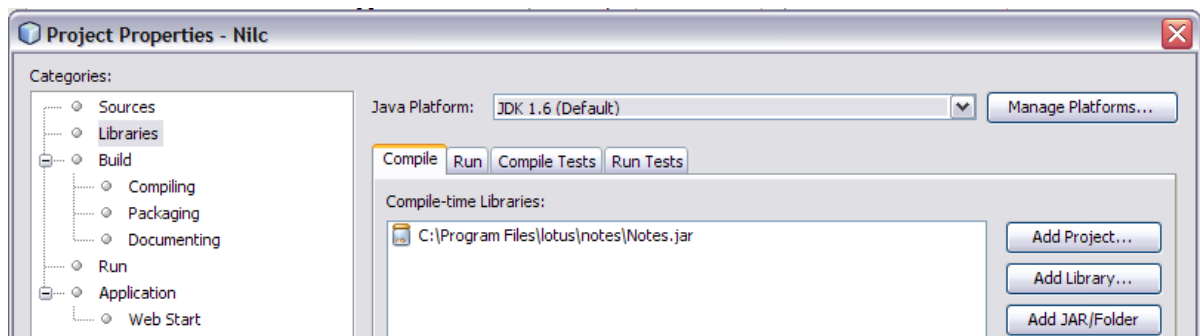 Project Properties - Nilc
Categories:
Sources
Libraries
Build
Compiling
Packaging
Documenting
Run
Application
Web Start
Java Platform: JDK 1.6 (Default) Manage Platforms...
Compile Run Compile Tests Run Tests
Compile-time Libraries:
C:\Program Files\lotus\notes\Notes.jar
Add Project...
Add Library...
Add JAR/Folder